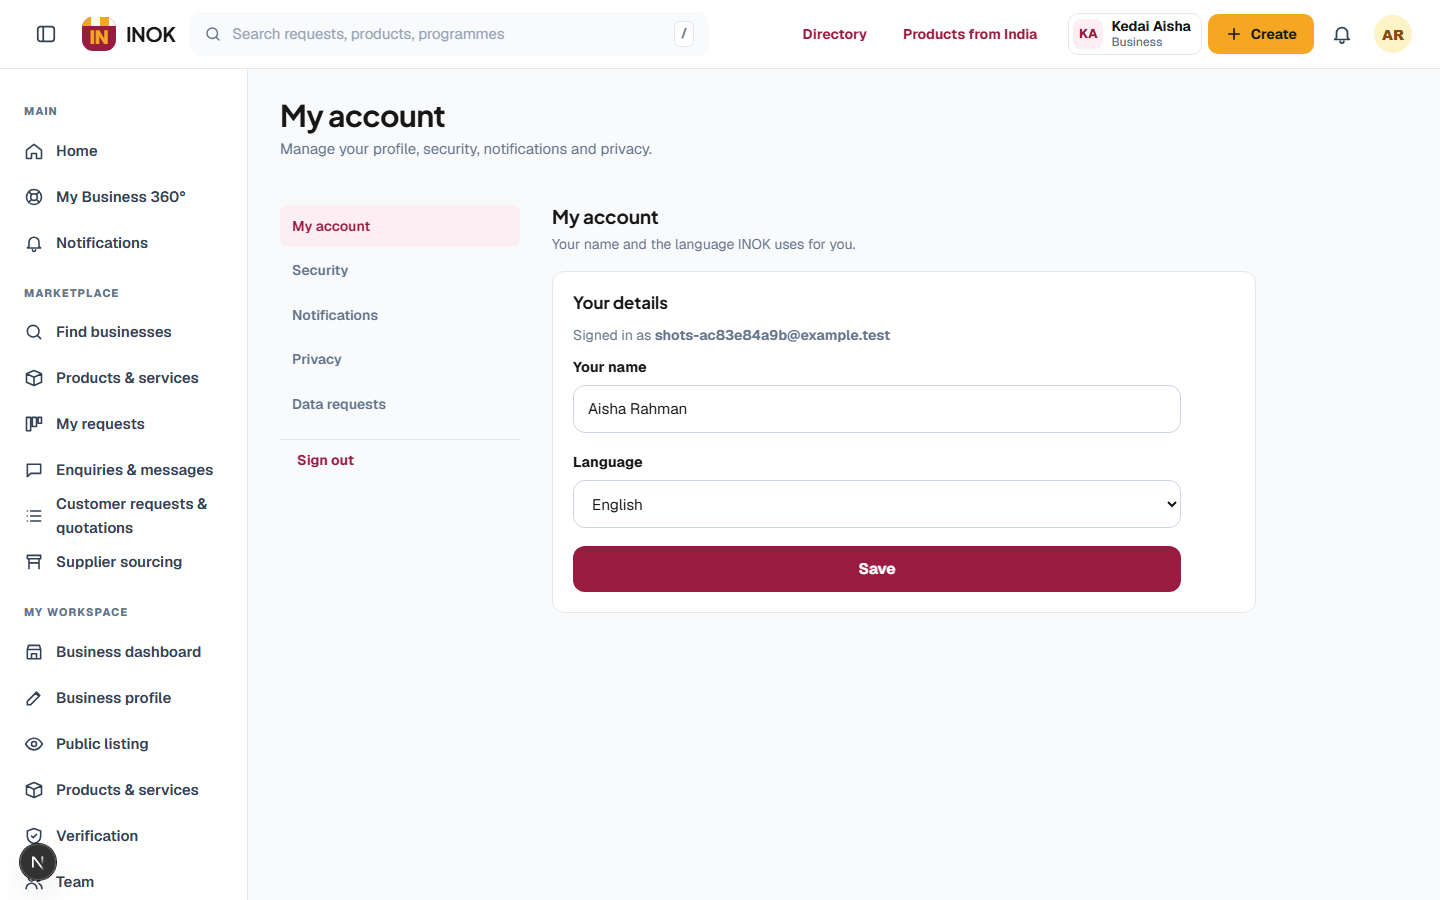 IN INOK
Search requests, products, programmes
/
Directory
Products from India
KA
Kedai Aisha
Business
Create
AR
MAIN
Home
My Business 360°
Notifications
MARKETPLACE
Find businesses
Products & services
My requests
Enquiries & messages
Customer requests &
quotations
Supplier sourcing
MY WORKSPACE
Business dashboard
Business profile
Public listing
Products & services
Verification
N
Team
My account
Manage your profile, security, notifications and privacy.
My account
Security
Notifications
Privacy
Data requests
Sign out
My account
Your name and the language INOK uses for you.
Your details
Signed in as shots-ac83e84a9b@example.test
Your name
Aisha Rahman
Language
English
Save